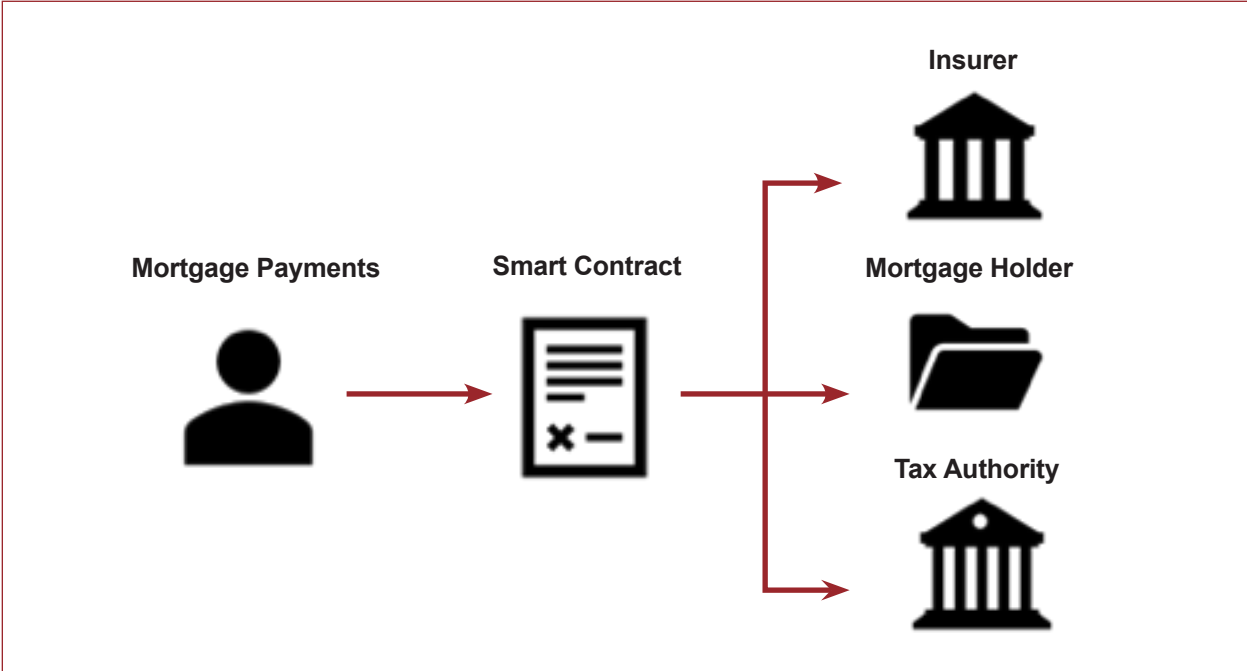 Mortgage Payments
Smart Contract
Insurer
Mortgage Holder
Tax Authority